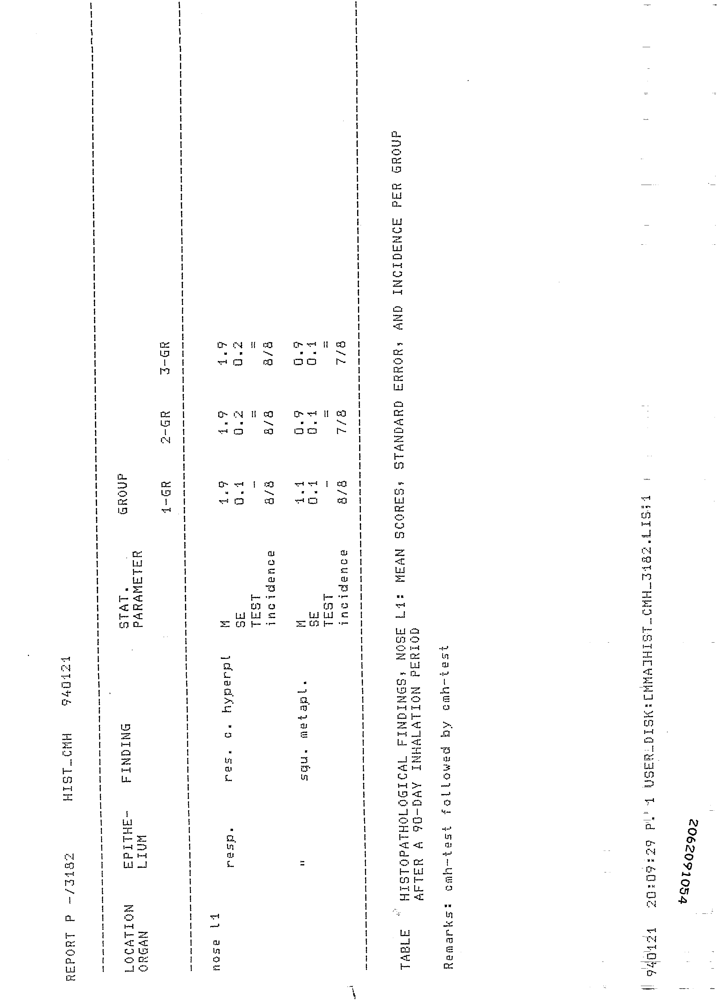 REPORT P -/3182 HIST_CMH 940121
LOCATION EPITHE- FINDING STAT. GROUP
ORGAN LIUM PARAMETER
1-GR 2-GR 3-GR
nose l1
resp. res. c. hyperpl M 1.9 1.9 1.9
SE 0.1 0.2 0.2
TEST - = =
incidence 8/8 8/8 8/8
" squ. metapl. M 1.1 0.9 0.9
SE 0.1 0.1 0.1
TEST - = =
incidence 8/8 7/8 7/8
TABLE HISTOPATHOLOGICAL FINDINGS, NOSE L1: MEAN SCORES, STANDARD ERROR, AND INCIDENCE PER GROUP
AFTER A 90-DAY INHALATION PERIOD
Remarks: cmh-test followed by cmh-test
940121 20:09:29 P. 1 USER_DISK:[MMA]HIST_CMH_3182.LIS;1
2062091054